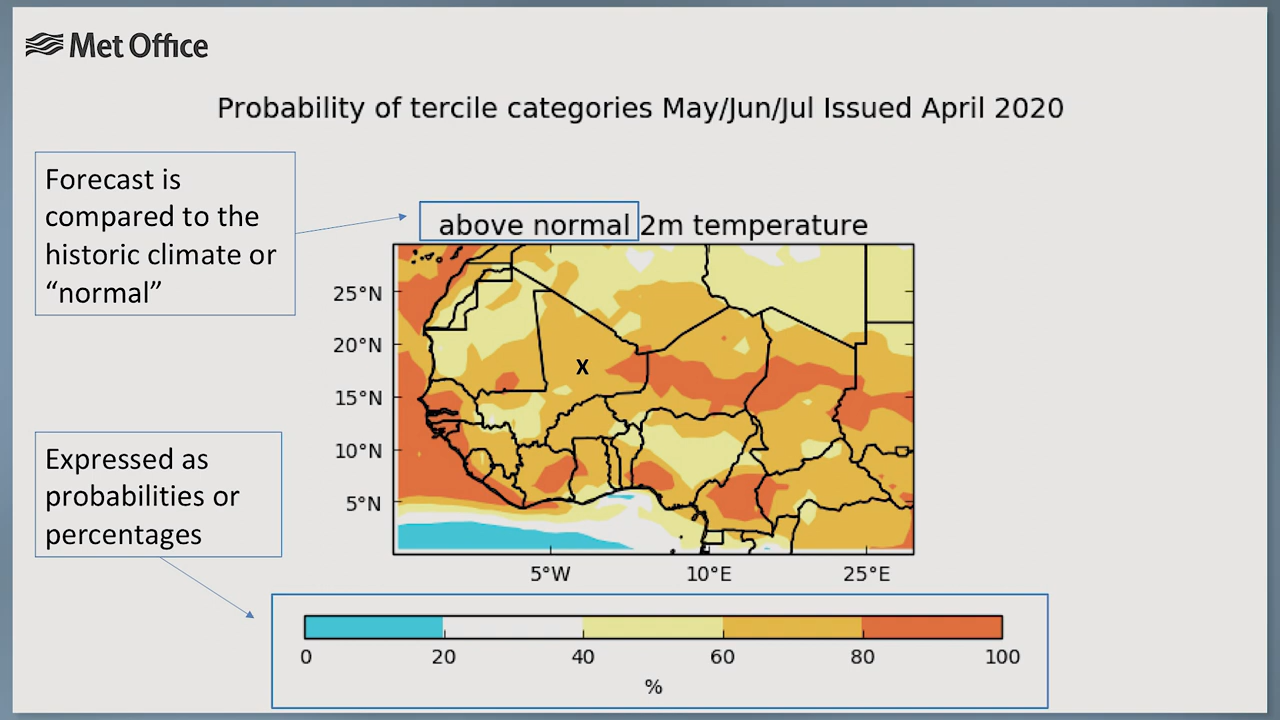 Met Office
Probability of tercile categories May/Jun/Jul Issued April 2020
Forecast is
compared to the
historic climate or
“normal”
above normal 2m temperature
25°N
20°N
15°N
10°N
5°N
X
5°W 10°E 25°E
Expressed as
probabilities or
percentages
0 20 40 60 80 100
%